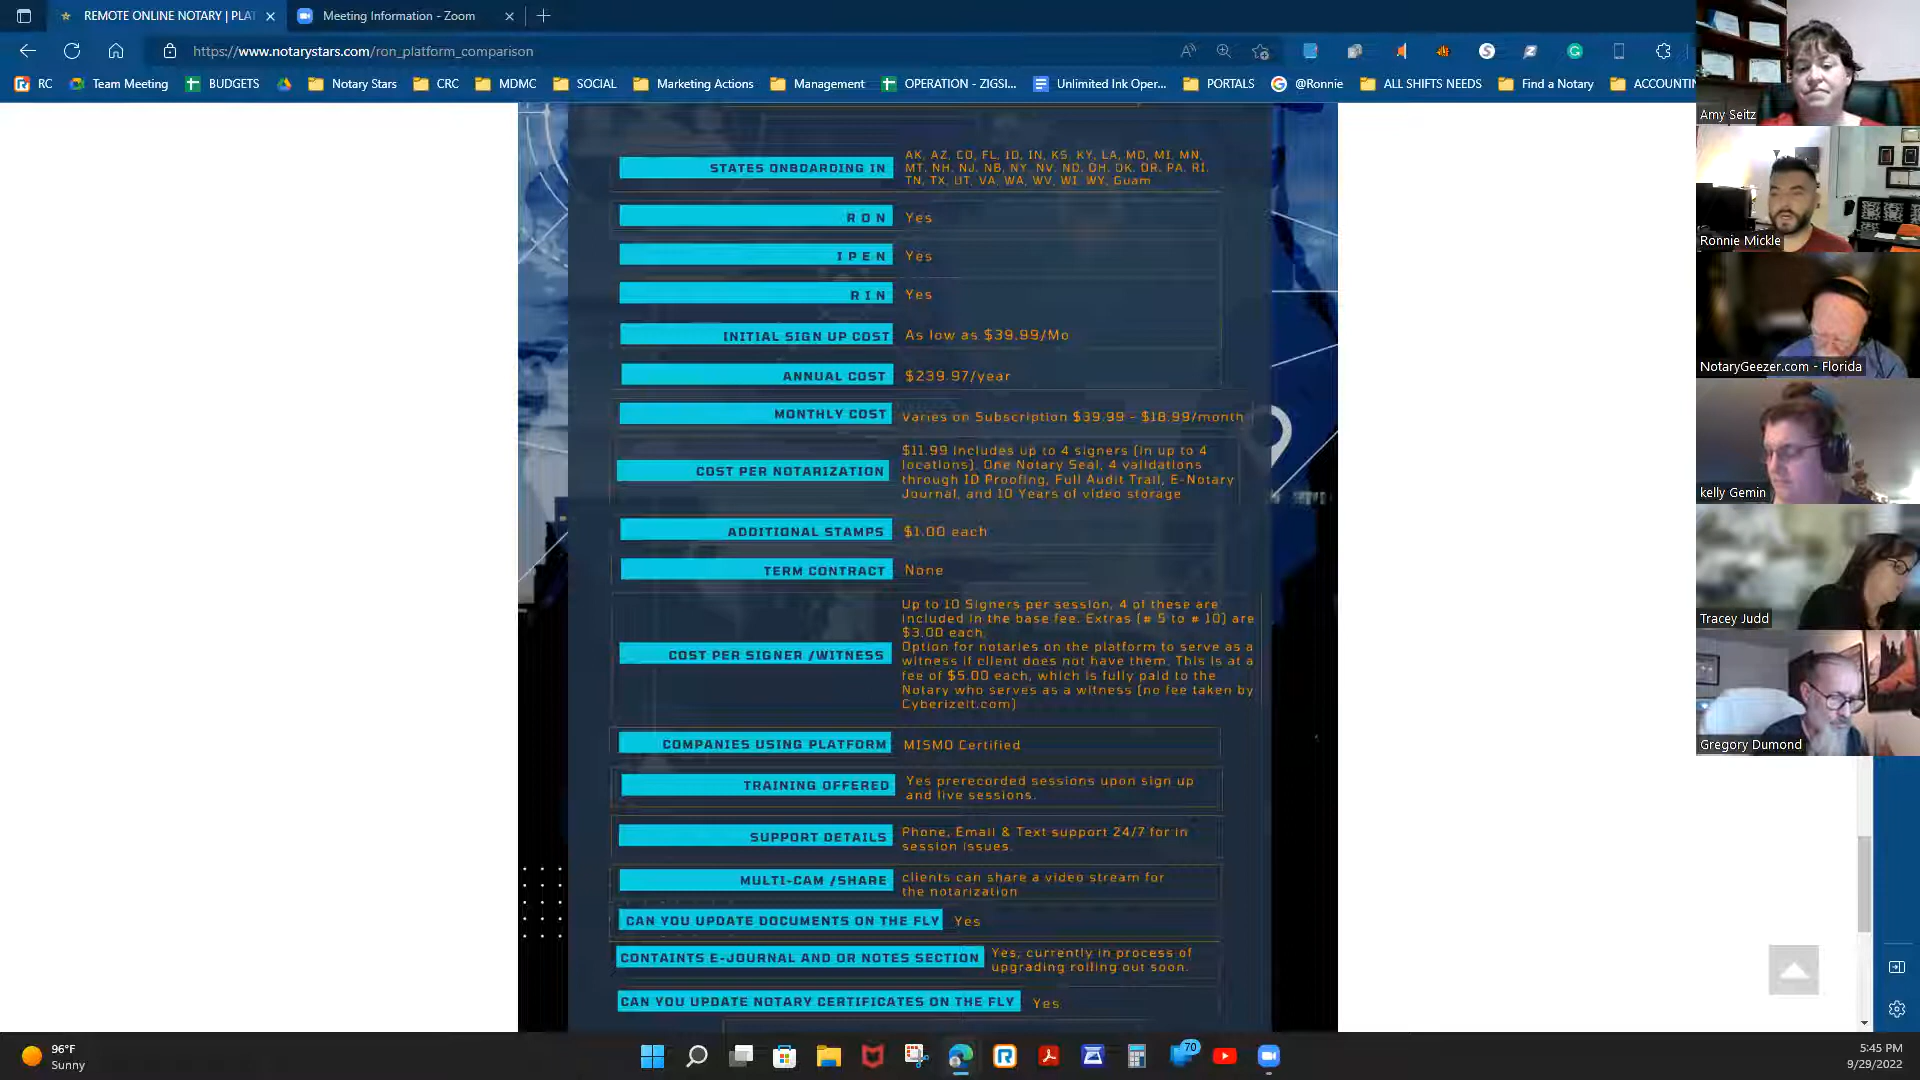 REMOTE ONLINE NOTARY | PLAT
Meeting Information - Zoom
https://www.notarystars.com/ron_platform_comparison
RC
Team Meeting
BUDGETS
Notary Stars
CRC
MDMC
SOCIAL
Marketing Actions
Management
OPERATION - ZIGSI...
Unlimited Ink Oper...
PORTALS
@Ronnie
ALL SHIFTS NEEDS
Find a Notary
ACCOUNTIN
STATES ONBOARDING IN
AK, AZ, CO, FL, ID, IN, KS, KY, LA, MD, MI, MN,
MT, NH, NJ, NB, NY, NV, ND, OH, OK, OR, PA, RI,
TN, TX, UT, VA, WA, WV, WI, WY, Guam
RON Yes
IPEN Yes
RIN Yes
INITIAL SIGN UP COST As low as $39.99/Mo
ANNUAL COST $239.97/year
MONTHLY COST Varies on Subscription $39.99 - $18.99/month
COST PER NOTARIZATION
$11.99 includes up to 4 signers (in up to 4
locations), One Notary Seal, 4 validations
through ID Proofing, Full Audit Trail, E-Notary
Journal, and 10 Years of video storage
ADDITIONAL STAMPS $1.00 each
TERM CONTRACT None
COST PER SIGNER /WITNESS
Up to 10 Signers per session, 4 of these are
included in the base fee. Extras (# 5 to # 10) are
$3.00 each.
Option for notaries on the platform to serve as a
witness if client does not have them. This is at a
fee of $5.00 each, which is fully paid to the
Notary who serves as a witness (no fee taken by
CyberizeIt.com)
COMPANIES USING PLATFORM MISMO Certified
TRAINING OFFERED
Yes prerecorded sessions upon sign up
and live sessions.
SUPPORT DETAILS
Phone, Email & Text support 24/7 for in
session issues.
MULTI-CAM /SHARE
clients can share a video stream for
the notarization
CAN YOU UPDATE DOCUMENTS ON THE FLY Yes
CONTAINTS E-JOURNAL AND OR NOTES SECTION
Yes, currently in process of
upgrading rolling out soon.
CAN YOU UPDATE NOTARY CERTIFICATES ON THE FLY Yes
Amy Seitz
Ronnie Mickle
NotaryGeezer.com - Florida
kelly Gemin
Tracey Judd
Gregory Dumond
96°F
Sunny
70
5:45 PM
9/29/2022